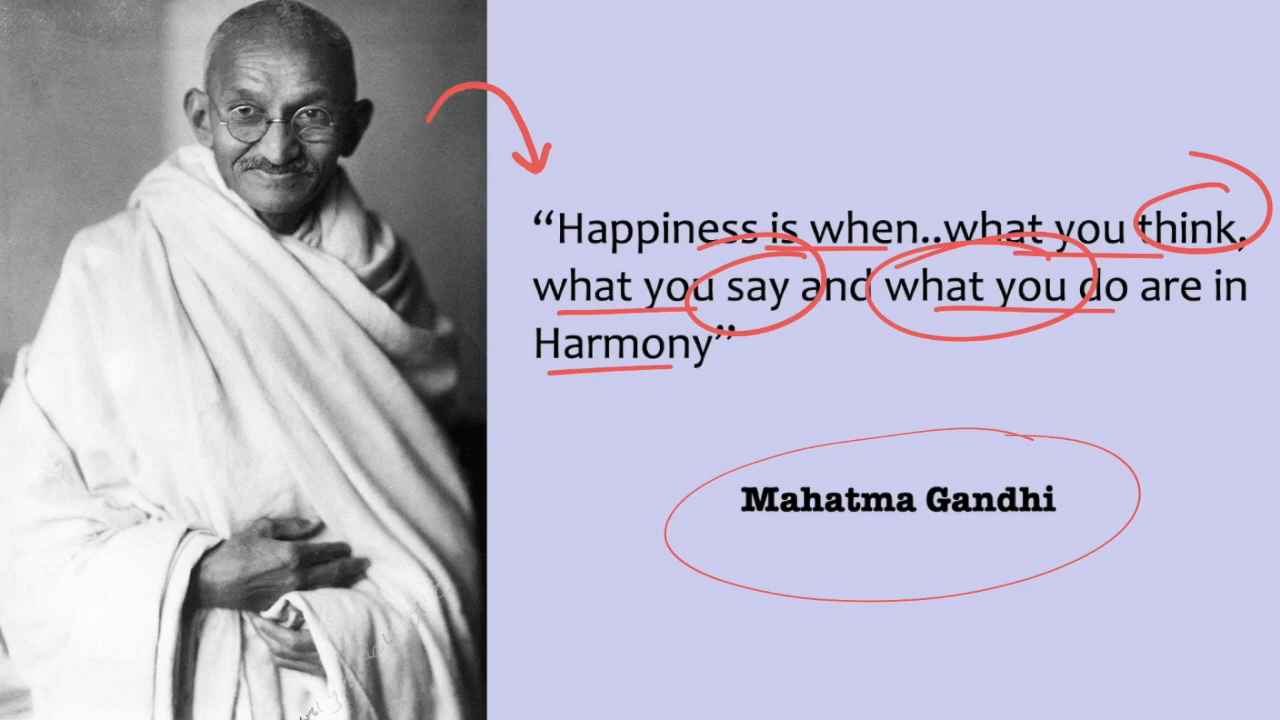 “Happiness is when..what you think,
what you say and what you do are in
Harmony”
Mahatma Gandhi